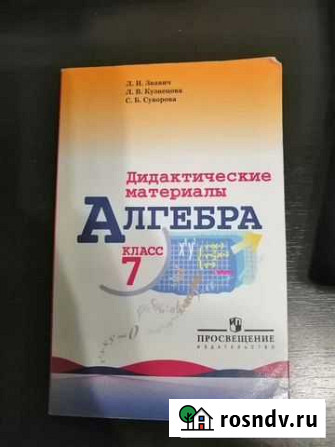 Л. И. Звавич
Л. В. Кузнецова
С. Б. Суворова
Дидактические
материалы
АЛГЕБРА
КЛАСС
7
ПРОСВЕЩЕНИЕ
ИЗДАТЕЛЬСТВО
rosndv.ru